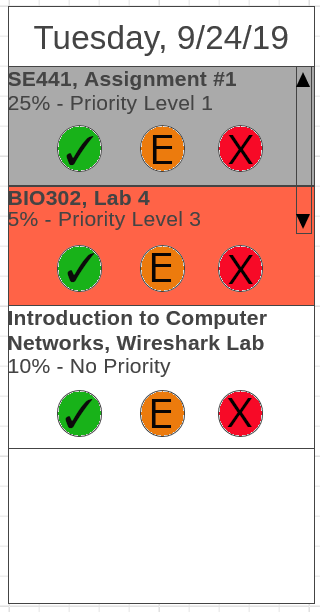 Tuesday, 9/24/19
SE441, Assignment #1
25% - Priority Level 1
✓ E X
BIO302, Lab 4
5% - Priority Level 3
✓ E X
Introduction to Computer
Networks, Wireshark Lab
10% - No Priority
✓ E X